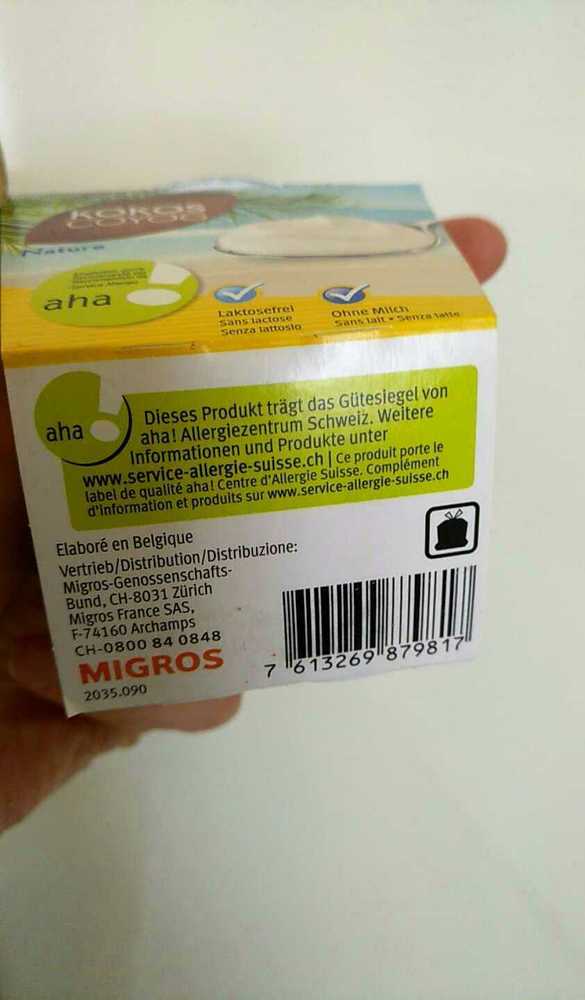 KOKOS
COCCO
Nature
aha!
Laktosefrei
Sans lactose
Senza lattosio
Ohne Milch
Sans lait • Senza latte
aha!
Dieses Produkt trägt das Gütesiegel von
aha! Allergiezentrum Schweiz. Weitere
Informationen und Produkte unter
www.service-allergie-suisse.ch | Ce produit porte le
label de qualité aha! Centre d'Allergie Suisse. Complément
d'information et produits sur www.service-allergie-suisse.ch
Elaboré en Belgique
Vertrieb/Distribution/Distribuzione:
Migros-Genossenschafts-
Bund, CH-8031 Zürich
Migros France SAS,
F-74160 Archamps
CH-0800 84 0848
MIGROS
2035.090
7 613269 879817